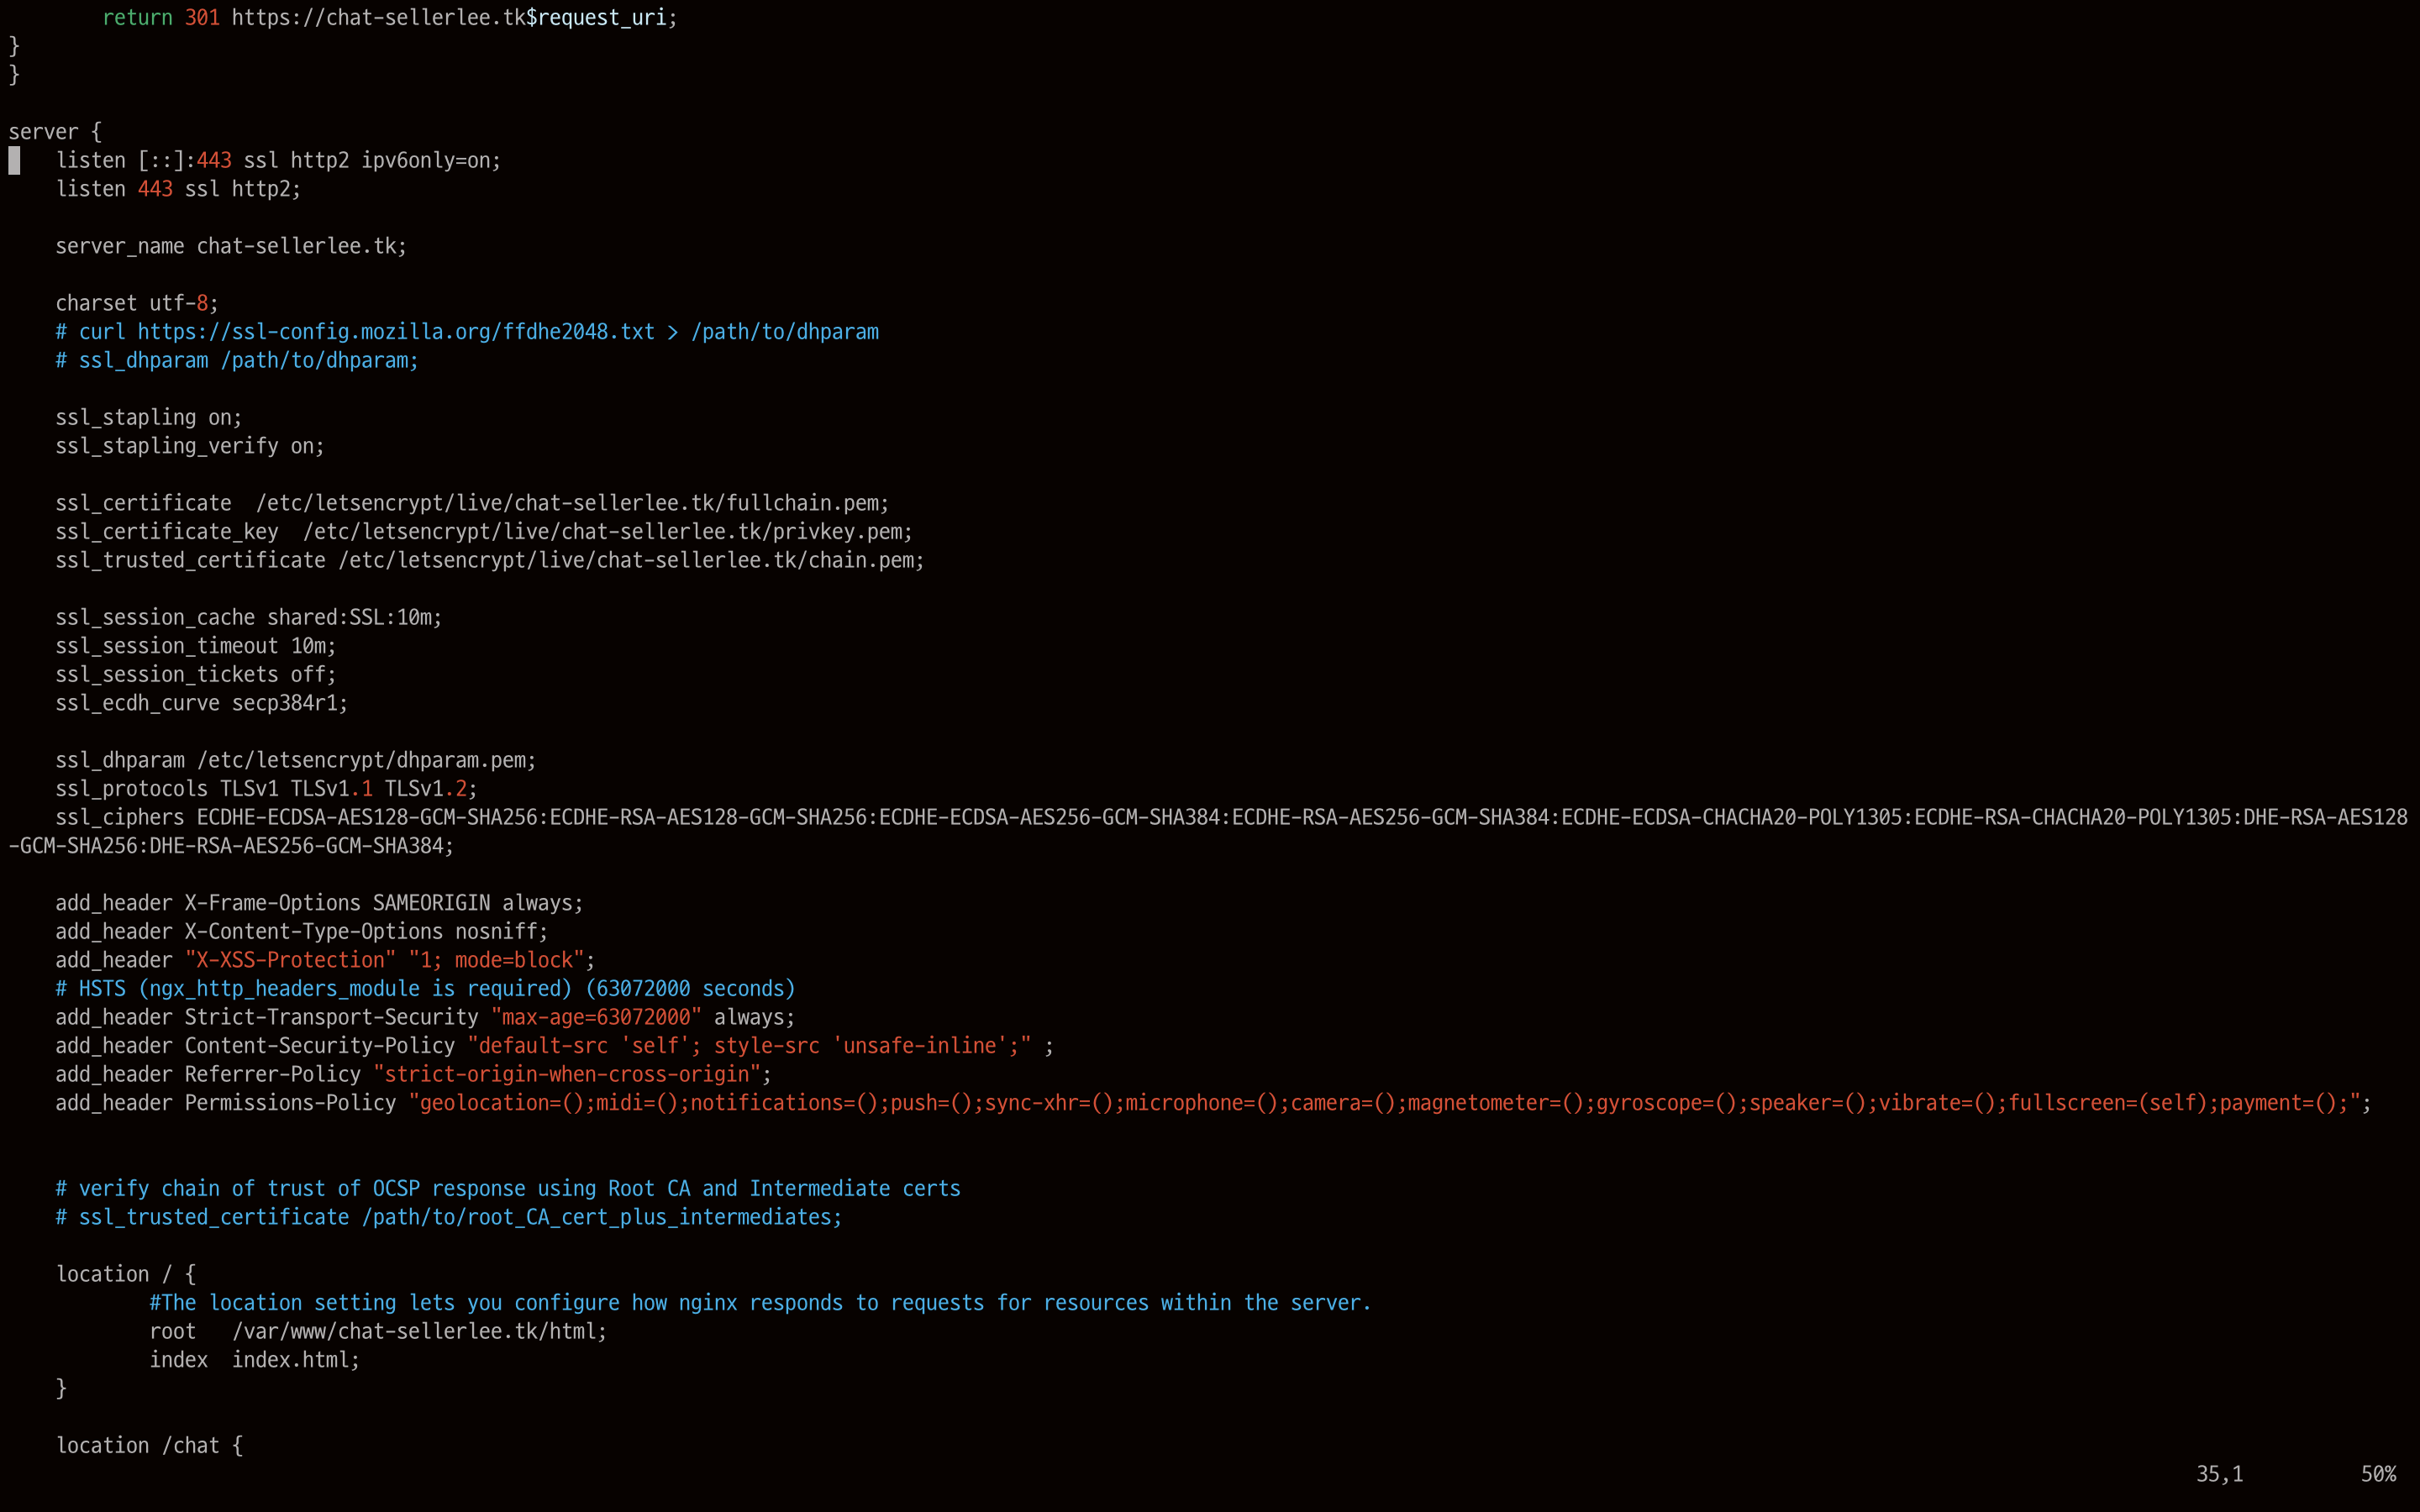 return 301 https://chat-sellerlee.tk$request_uri;
}
}

server {
    listen [::]:443 ssl http2 ipv6only=on;
    listen 443 ssl http2;

    server_name chat-sellerlee.tk;

    charset utf-8;
    # curl https://ssl-config.mozilla.org/ffdhe2048.txt > /path/to/dhparam
    # ssl_dhparam /path/to/dhparam;

    ssl_stapling on;
    ssl_stapling_verify on;

    ssl_certificate  /etc/letsencrypt/live/chat-sellerlee.tk/fullchain.pem;
    ssl_certificate_key  /etc/letsencrypt/live/chat-sellerlee.tk/privkey.pem;
    ssl_trusted_certificate /etc/letsencrypt/live/chat-sellerlee.tk/chain.pem;

    ssl_session_cache shared:SSL:10m;
    ssl_session_timeout 10m;
    ssl_session_tickets off;
    ssl_ecdh_curve secp384r1;

    ssl_dhparam /etc/letsencrypt/dhparam.pem;
    ssl_protocols TLSv1 TLSv1.1 TLSv1.2;
    ssl_ciphers ECDHE-ECDSA-AES128-GCM-SHA256:ECDHE-RSA-AES128-GCM-SHA256:ECDHE-ECDSA-AES256-GCM-SHA384:ECDHE-RSA-AES256-GCM-SHA384:ECDHE-ECDSA-CHACHA20-POLY1305:ECDHE-RSA-CHACHA20-POLY1305:DHE-RSA-AES128
-GCM-SHA256:DHE-RSA-AES256-GCM-SHA384;

    add_header X-Frame-Options SAMEORIGIN always;
    add_header X-Content-Type-Options nosniff;
    add_header "X-XSS-Protection" "1; mode=block";
    # HSTS (ngx_http_headers_module is required) (63072000 seconds)
    add_header Strict-Transport-Security "max-age=63072000" always;
    add_header Content-Security-Policy "default-src 'self'; style-src 'unsafe-inline';" ;
    add_header Referrer-Policy "strict-origin-when-cross-origin";
    add_header Permissions-Policy "geolocation=();midi=();notifications=();push=();sync-xhr=();microphone=();camera=();magnetometer=();gyroscope=();speaker=();vibrate=();fullscreen=(self);payment=();";

    # verify chain of trust of OCSP response using Root CA and Intermediate certs
    # ssl_trusted_certificate /path/to/root_CA_cert_plus_intermediates;

    location / {
            #The location setting lets you configure how nginx responds to requests for resources within the server.
            root   /var/www/chat-sellerlee.tk/html;
            index  index.html;
    }

    location /chat {
35,1          50%